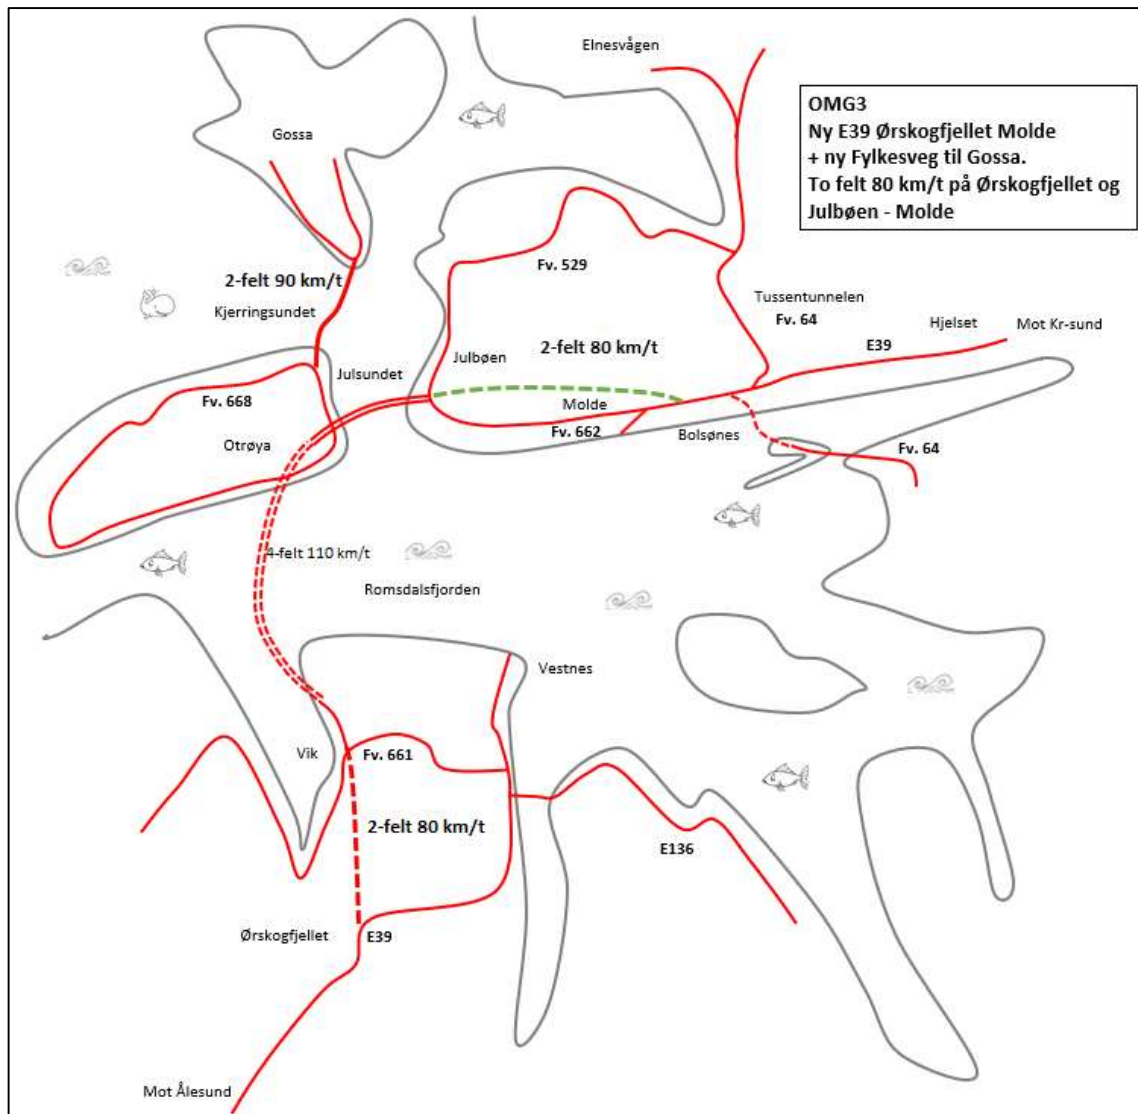 Elnesvågen
OMG3
Ny E39 Ørskogfjellet Molde
+ ny Fylkesveg til Gossa.
To felt 80 km/t på Ørskogfjellet og
Julbøen - Molde
Gossa
2-felt 90 km/t
Kjerringsundet
Fv. 529
Tussentunnelen
Fv. 64
Hjelset
Mot Kr-sund
E39
Julbøen
2-felt 80 km/t
Julsundet
Fv. 668
Molde
Fv. 662
Bolsønes
Otrøya
Fv. 64
4-felt 110 km/t
Romsdalsfjorden
Vestnes
Vik
Fv. 661
2-felt 80 km/t
E136
Ørskogfjellet
E39
Mot Ålesund